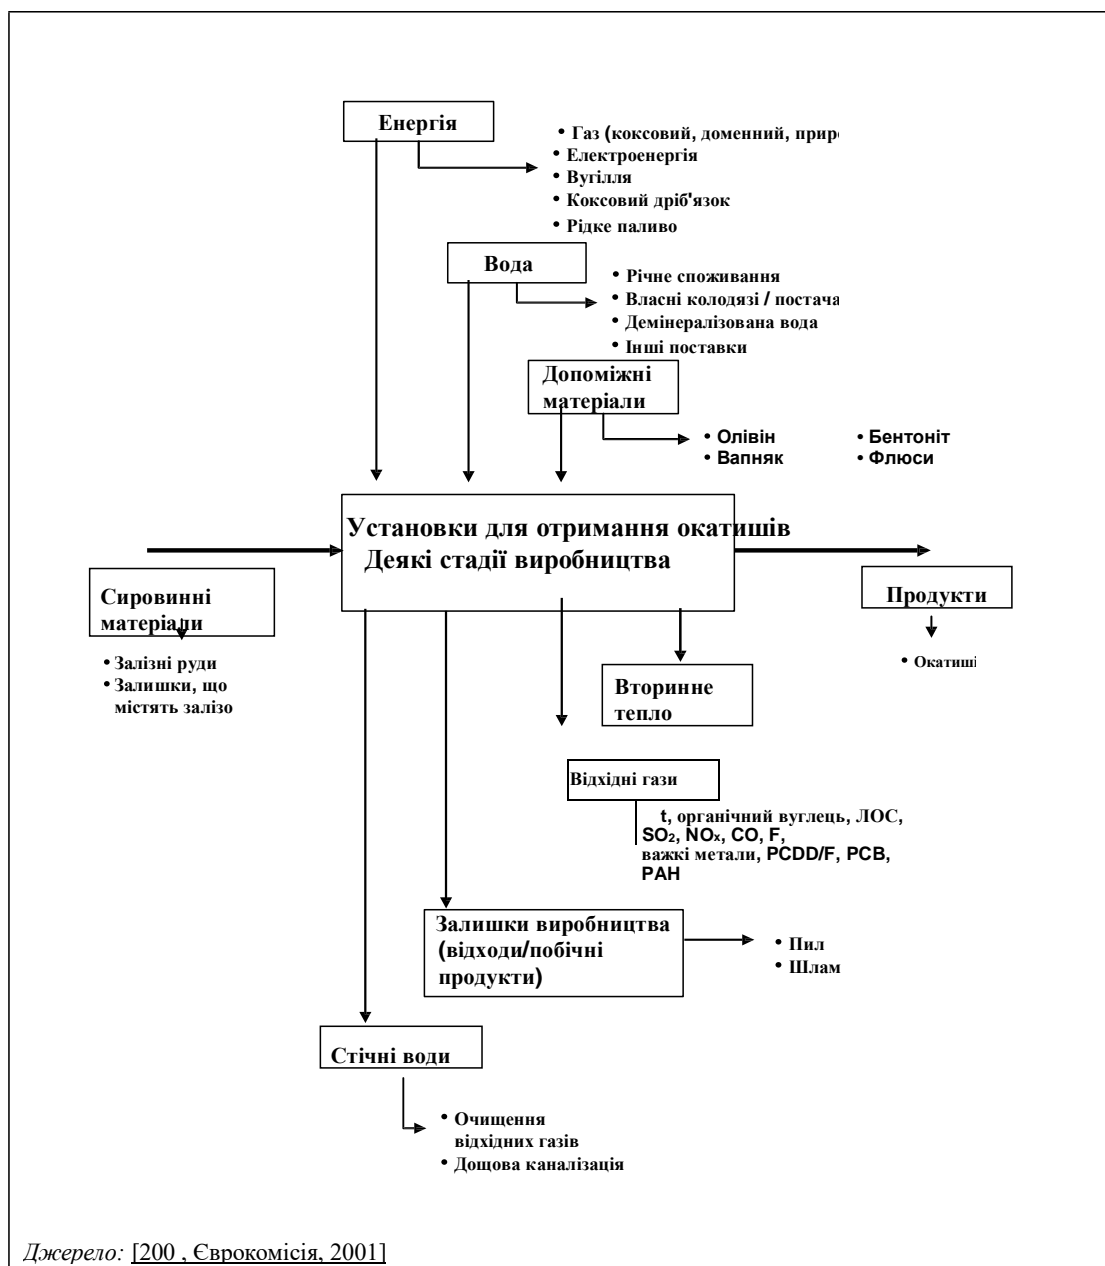 Енергія
• Газ (коксовий, доменний, приро
• Електроенергія
• Вугілля
• Коксовий дріб'язок
• Рідке паливо
Вода
• Річне споживання
• Власні колодязі / постача
• Демінералізована вода
• Інші поставки
Допоміжні
матеріали
• Олівін
• Бентоніт
• Вапняк
• Флюси
Установки для отримання окатишів
Деякі стадії виробництва
Сировинні
матеріали
• Залізні руди
• Залишки, що
містять залізо
Продукти
• Окатиші
Вторинне
тепло
Відхідні гази
t, органічний вуглець, ЛОС,
SO₂, NOₓ, CO, F,
важкі метали, PCDD/F, PCB,
PAH
Залишки виробництва
(відходи/побічні
продукти)
• Пил
• Шлам
Стічні води
• Очищення
відхідних газів
• Дощова каналізація
Джерело: [200 , Єврокомісія, 2001]